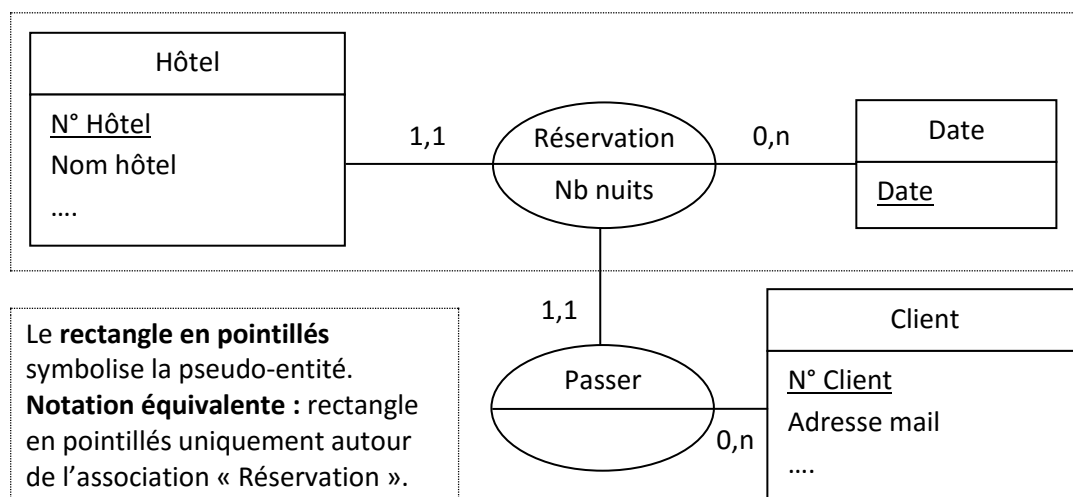 Hôtel
N° Hôtel
Nom hôtel
....
1,1
Réservation
Nb nuits
0,n
Date
Date
1,1
Passer
0,n
Client
N° Client
Adresse mail
....
Le rectangle en pointillés
symbolise la pseudo-entité.
Notation équivalente : rectangle
en pointillés uniquement autour
de l’association « Réservation ».